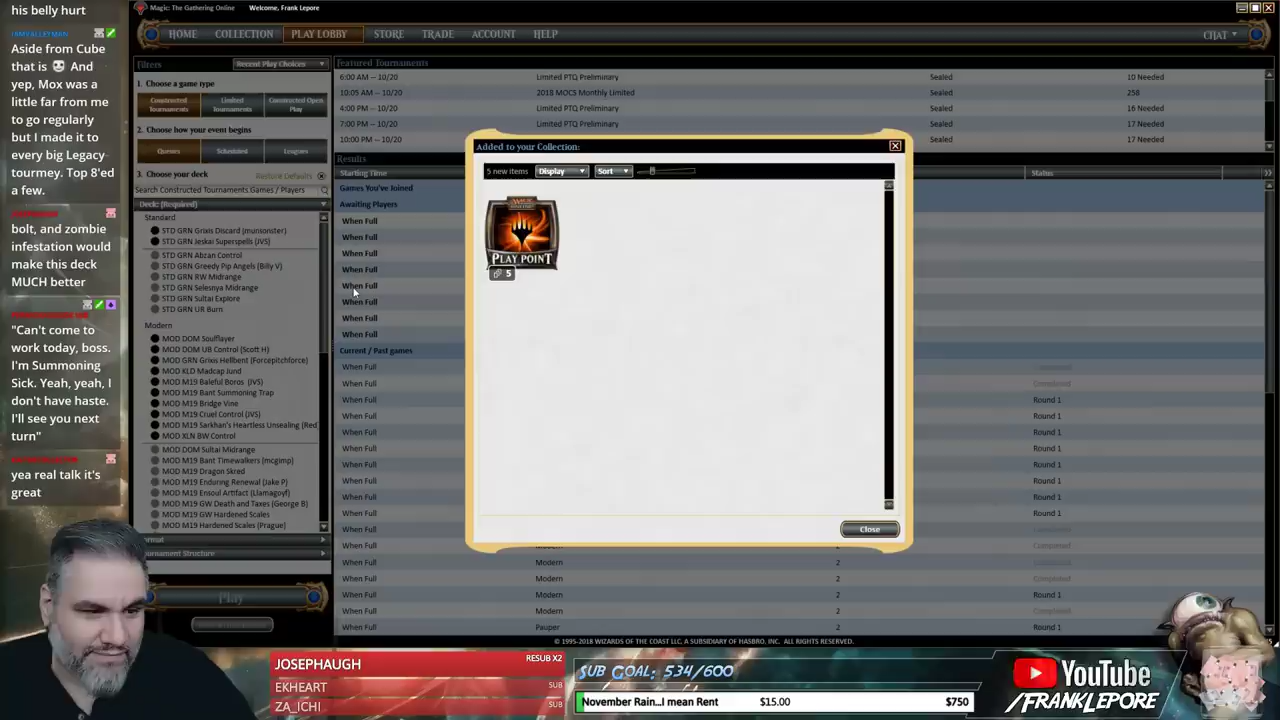 his belly hurt
Aside from Cube
that is
And
yep, Mox was a
little far from me
to go regularly
but I made it to
every big Legacy
tourney. Top 8'ed
a few.
bolt, and zombie
infestation would
make this deck
MUCH better
"Can't come to
work today, boss.
I'm Summoning
Sick. Yeah, yeah, I
don't have haste.
I'll see you next
turn"
yea real talk it's
great
Magic: The Gathering Online
Welcome, Frank Lepore
HOME
COLLECTION
PLAY LOBBY
STORE
TRADE
ACCOUNT
HELP
CHAT
Filters
Recent Play Choices
1. Choose a game type
Constructed Tournaments
Limited Tournaments
Constructed Open Play
2. Choose how your event begins
Queues
Scheduled
Leagues
3. Choose your deck
Restore Defaults
Search Constructed Tournaments Games / Players
Deck: (Required)
Standard
STD GRN Grixis Discard (munsonster)
STD GRN Jeskai Superspells (JVS)
STD GRN Abzan Control
STD GRN Greedy Pip Angels (Billy V)
STD GRN RW Midrange
STD GRN Selesnya Midrange
STD GRN Sultai Explore
STD GRN UR Burn
Modern
MOD DOM Soulflayer
MOD DOM UB Control (Scott H)
MOD GRN Grixis Hellbent (Forcepitchforce)
MOD KLD Madcap Jund
MOD M19 Baleful Boros (JVS)
MOD M19 Bant Summoning Trap
MOD M19 Bridge Vine
MOD M19 Cruel Control (JVS)
MOD M19 Sarkhan's Heartless Unsealing (Red
MOD XLN BW Control
MOD DOM Sultai Midrange
MOD M19 Bant Timewalkers (mcgimp)
MOD M19 Dragon Skred
MOD M19 Enduring Renewal (Jake P)
MOD M19 Ensoul Artifact (Llamagoyf)
MOD M19 GW Death and Taxes (George B)
MOD M19 GW Hardened Scales
MOD M19 Hardened Scales (Prague)
Format
Tournament Structure
Play
Featured Tournaments
6:00 AM -- 10/20 Limited PTQ Preliminary Sealed 10 Needed
10:05 AM -- 10/20 2018 MOCS Monthly Limited Sealed 258
4:00 PM -- 10/20 Limited PTQ Preliminary Sealed 16 Needed
7:00 PM -- 10/20 Limited PTQ Preliminary Sealed 17 Needed
10:00 PM -- 10/20 Sealed 17 Needed
Results
Starting Time
Status
Games You've Joined
Awaiting Players
When Full
When Full
When Full
When Full
When Full
When Full
When Full
When Full
Current / Past games
When Full Completed
When Full Completed
When Full Round 1
When Full Round 1
When Full Round 1
When Full Round 1
When Full Round 1
When Full Round 1
When Full Round 1
When Full Round 1
When Full Completed
When Full Completed
When Full Modern 2 Completed
When Full Modern 2 Completed
When Full Modern 2 Round 1
When Full Modern 2 Completed
When Full Pauper 2 Round 1
Added to your Collection:
5 new items
Display
Sort
PLAY POINT
5
Close
© 1995-2018 WIZARDS OF THE COAST LLC, A SUBSIDIARY OF HASBRO, INC. ALL RIGHTS RESERVED.
JOSEPHAUGH RESUB X2
EKHEART SUB
ZA_ICHI SUB
SUB GOAL: 534/600
November Rain...I mean Rent $15.00 $750
YouTube
/FRANKLEPORE